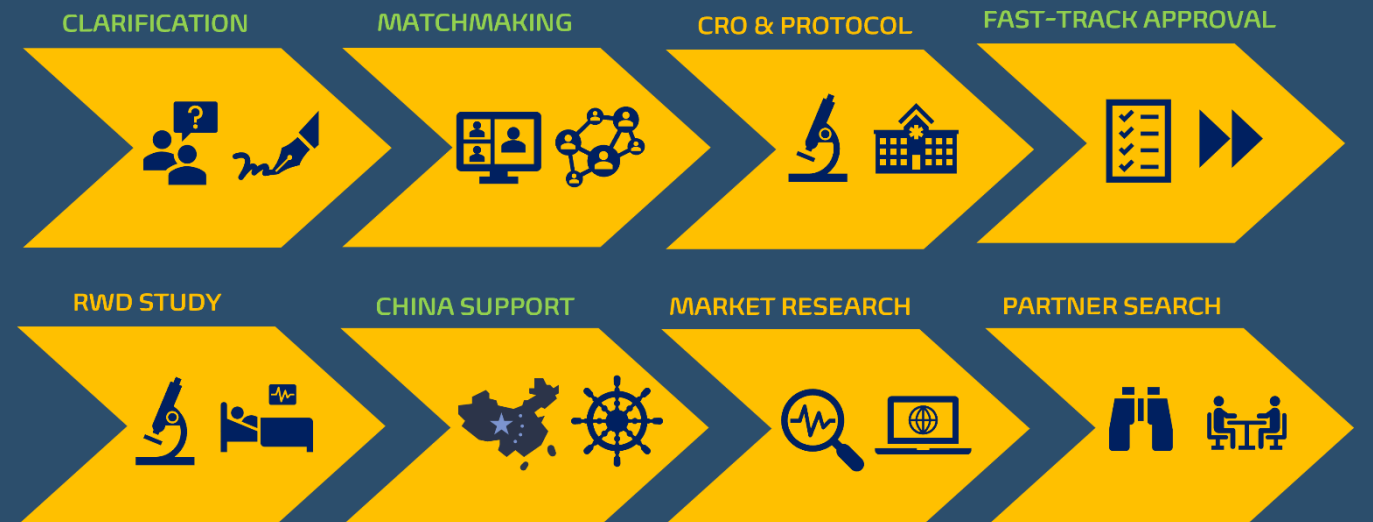 CLARIFICATION
MATCHMAKING
CRO & PROTOCOL
FAST-TRACK APPROVAL
?
RWD STUDY
CHINA SUPPORT
MARKET RESEARCH
PARTNER SEARCH